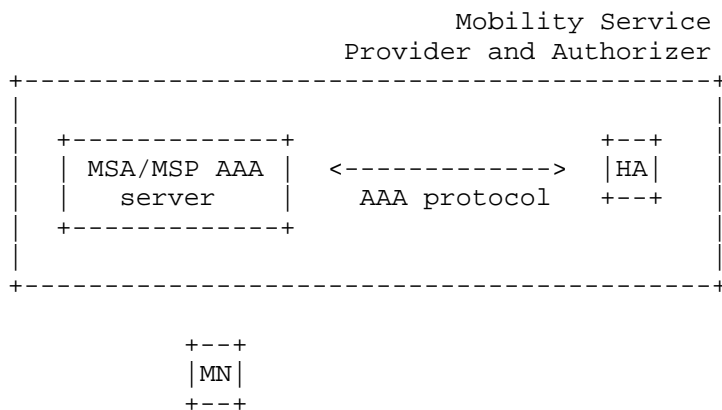 Mobility Service
Provider and Authorizer
+-------------------------------------------+
|                                           |
|  +-------------+                   +--+   |
|  | MSA/MSP AAA |  <------------->  |HA|   |
|  |   server    |    AAA protocol   +--+   |
|  +-------------+                          |
|                                           |
+-------------------------------------------+
+--+
|MN|
+--+